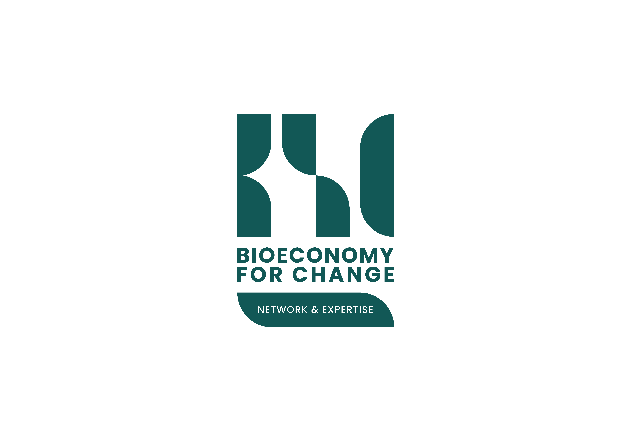 BIOECONOMY
FOR CHANGE
NETWORK & EXPERTISE